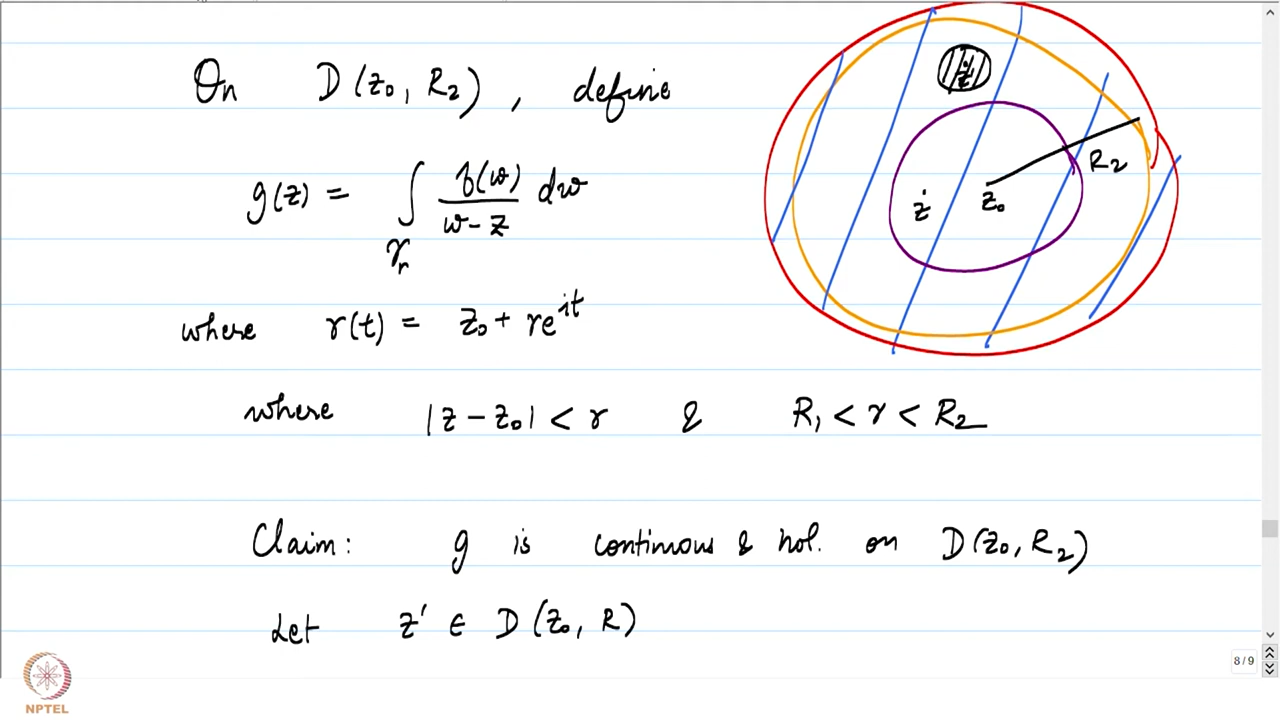 On D(z₀, R₂), define
g(z) = ∫_{γ_r} f(w)/(w - z) dw
where γ(t) = z₀ + re^{it}
where |z - z₀| < r & R₁ < r < R₂
Claim: g is continuous & hol. on D(z₀, R₂)
Let z' ∈ D(z₀, R)
z'
z
z₀
R₂
8/9
NPTEL